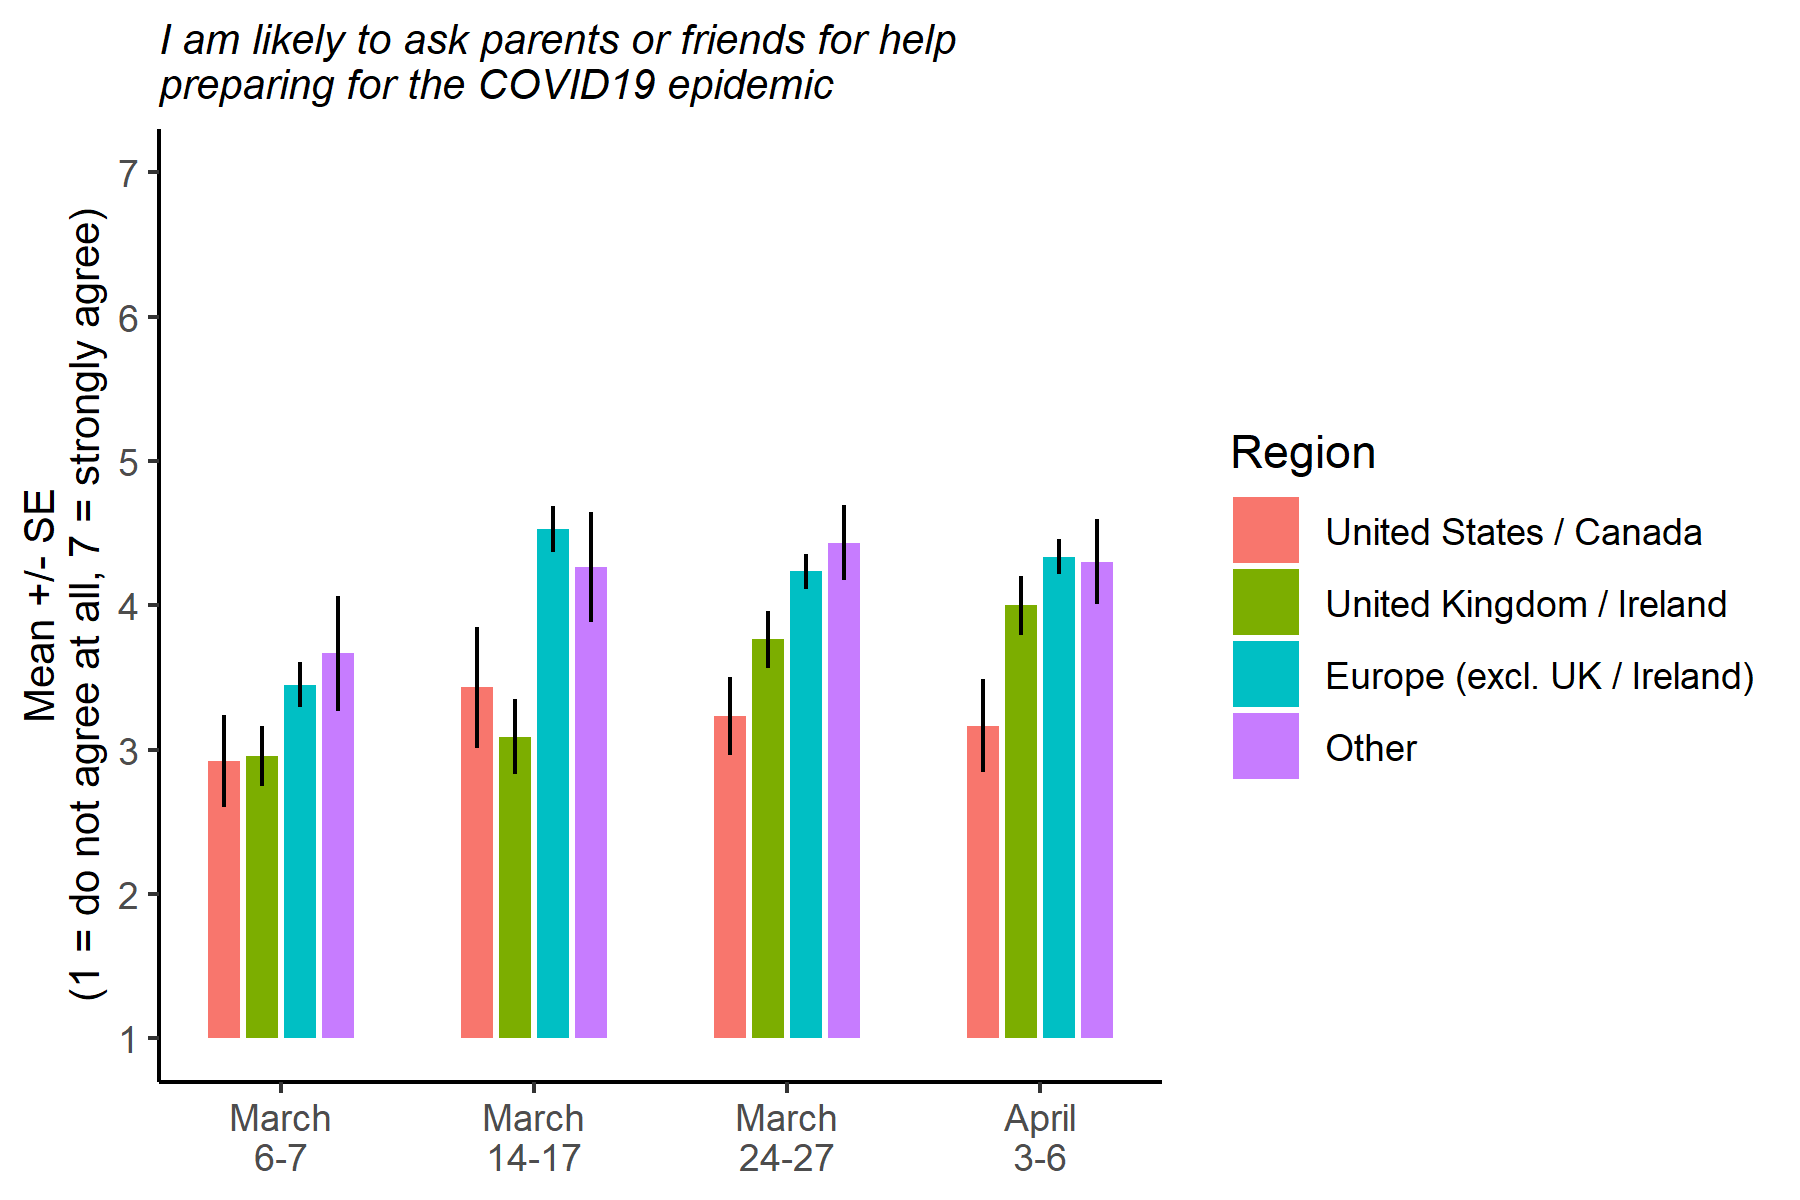 I am likely to ask parents or friends for help
preparing for the COVID19 epidemic
Mean +/- SE
(1 = do not agree at all, 7 = strongly agree)
7
6
5
4
3
2
1
March
6-7
March
14-17
March
24-27
April
3-6
Region
United States / Canada
United Kingdom / Ireland
Europe (excl. UK / Ireland)
Other